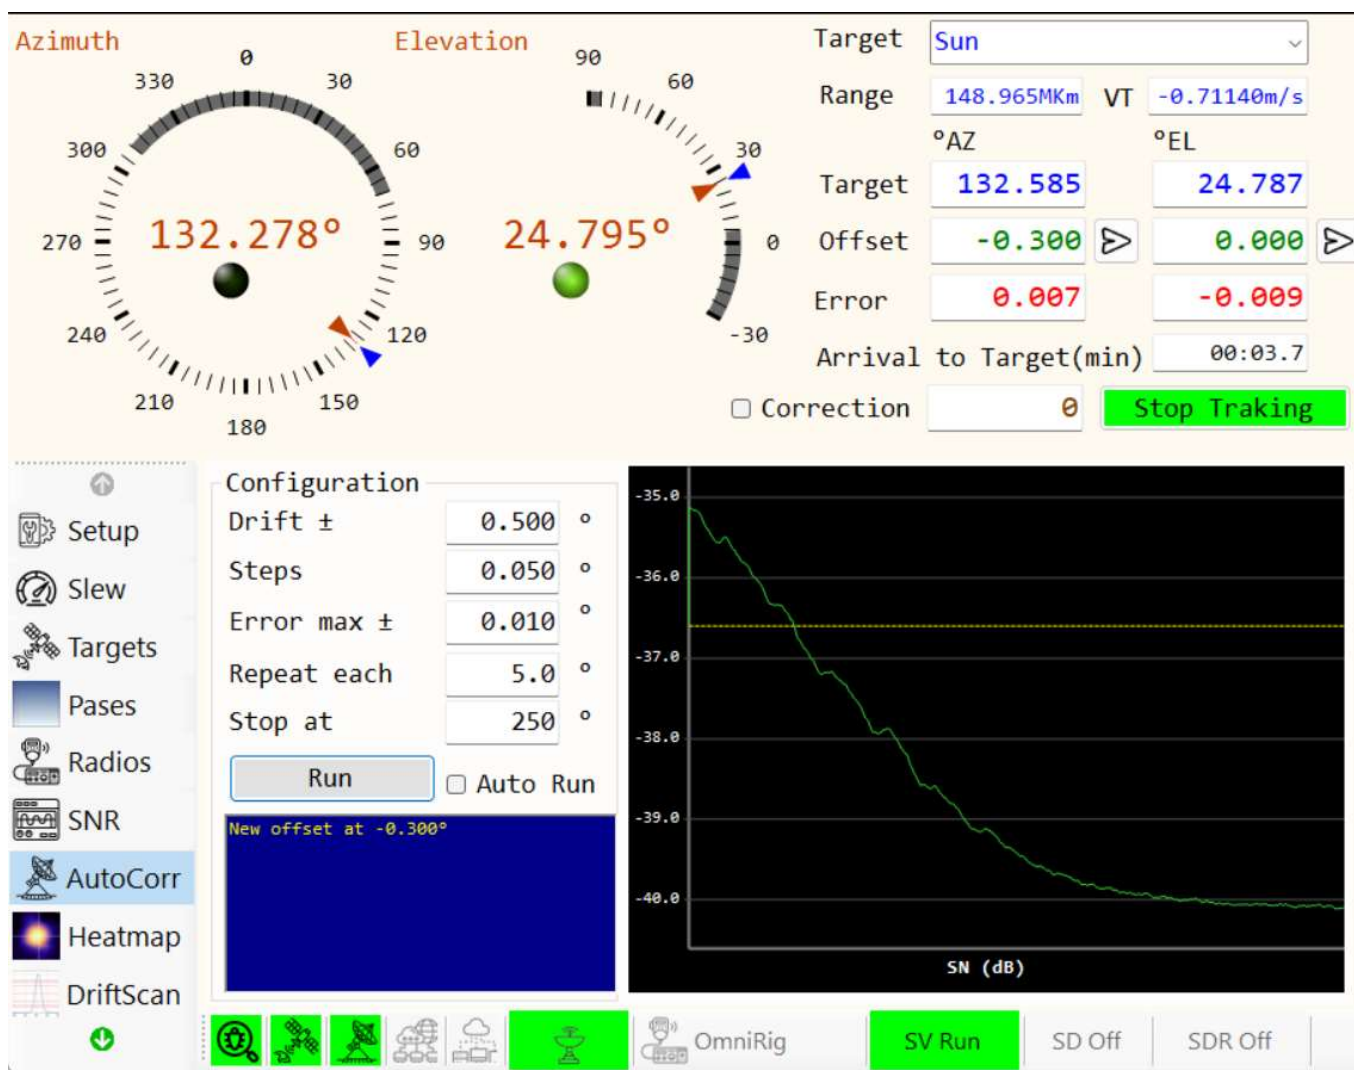 Azimuth
Elevation
Target
Sun
0
30
60
90
120
150
180
210
240
270
300
330
132.278°
90
60
30
0
-30
24.795°
Range
148.965MKm
VT
-0.71140m/s
°AZ
°EL
Target
132.585
24.787
Offset
-0.300
0.000
Error
0.007
-0.009
Arrival to Target(min)
00:03.7
Correction
0
Stop Traking
Setup
Slew
Targets
Pases
Radios
SNR
AutoCorr
Heatmap
DriftScan
Configuration
Drift ±
0.500 °
Steps
0.050 °
Error max ±
0.010 °
Repeat each
5.0 °
Stop at
250 °
Run
Auto Run
New offset at -0.300°
-35.0
-36.0
-37.0
-38.0
-39.0
-40.0
SN (dB)
OmniRig
SV Run
SD Off
SDR Off